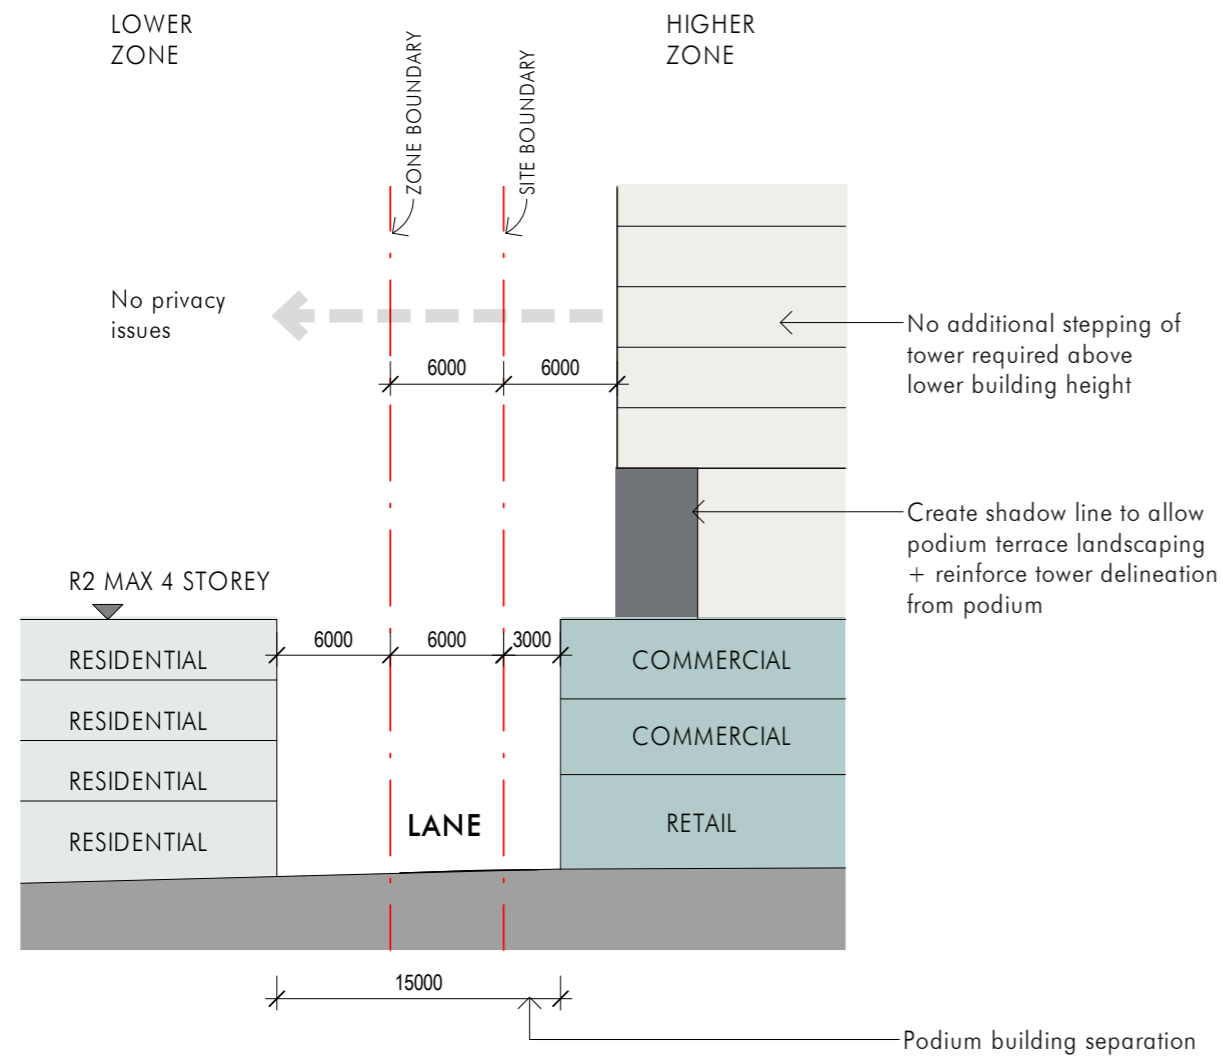 LOWER
ZONE
HIGHER
ZONE
ZONE BOUNDARY
SITE BOUNDARY
No privacy
issues
No additional stepping of
tower required above
lower building height
6000
6000
Create shadow line to allow
podium terrace landscaping
+ reinforce tower delineation
from podium
R2 MAX 4 STOREY
6000
6000
3000
RESIDENTIAL
RESIDENTIAL
RESIDENTIAL
RESIDENTIAL
COMMERCIAL
COMMERCIAL
RETAIL
LANE
15000
Podium building separation